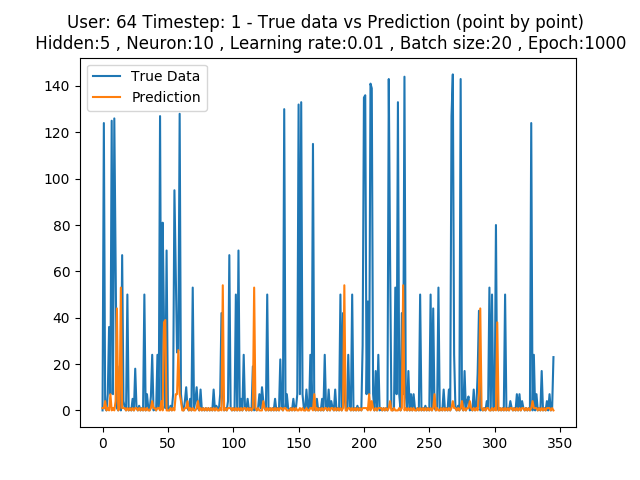 User: 64 Timestep: 1 - True data vs Prediction (point by point)
Hidden:5 , Neuron:10 , Learning rate:0.01 , Batch size:20 , Epoch:1000
True Data
Prediction
140
120
100
80
60
40
20
0
0 50 100 150 200 250 300 350